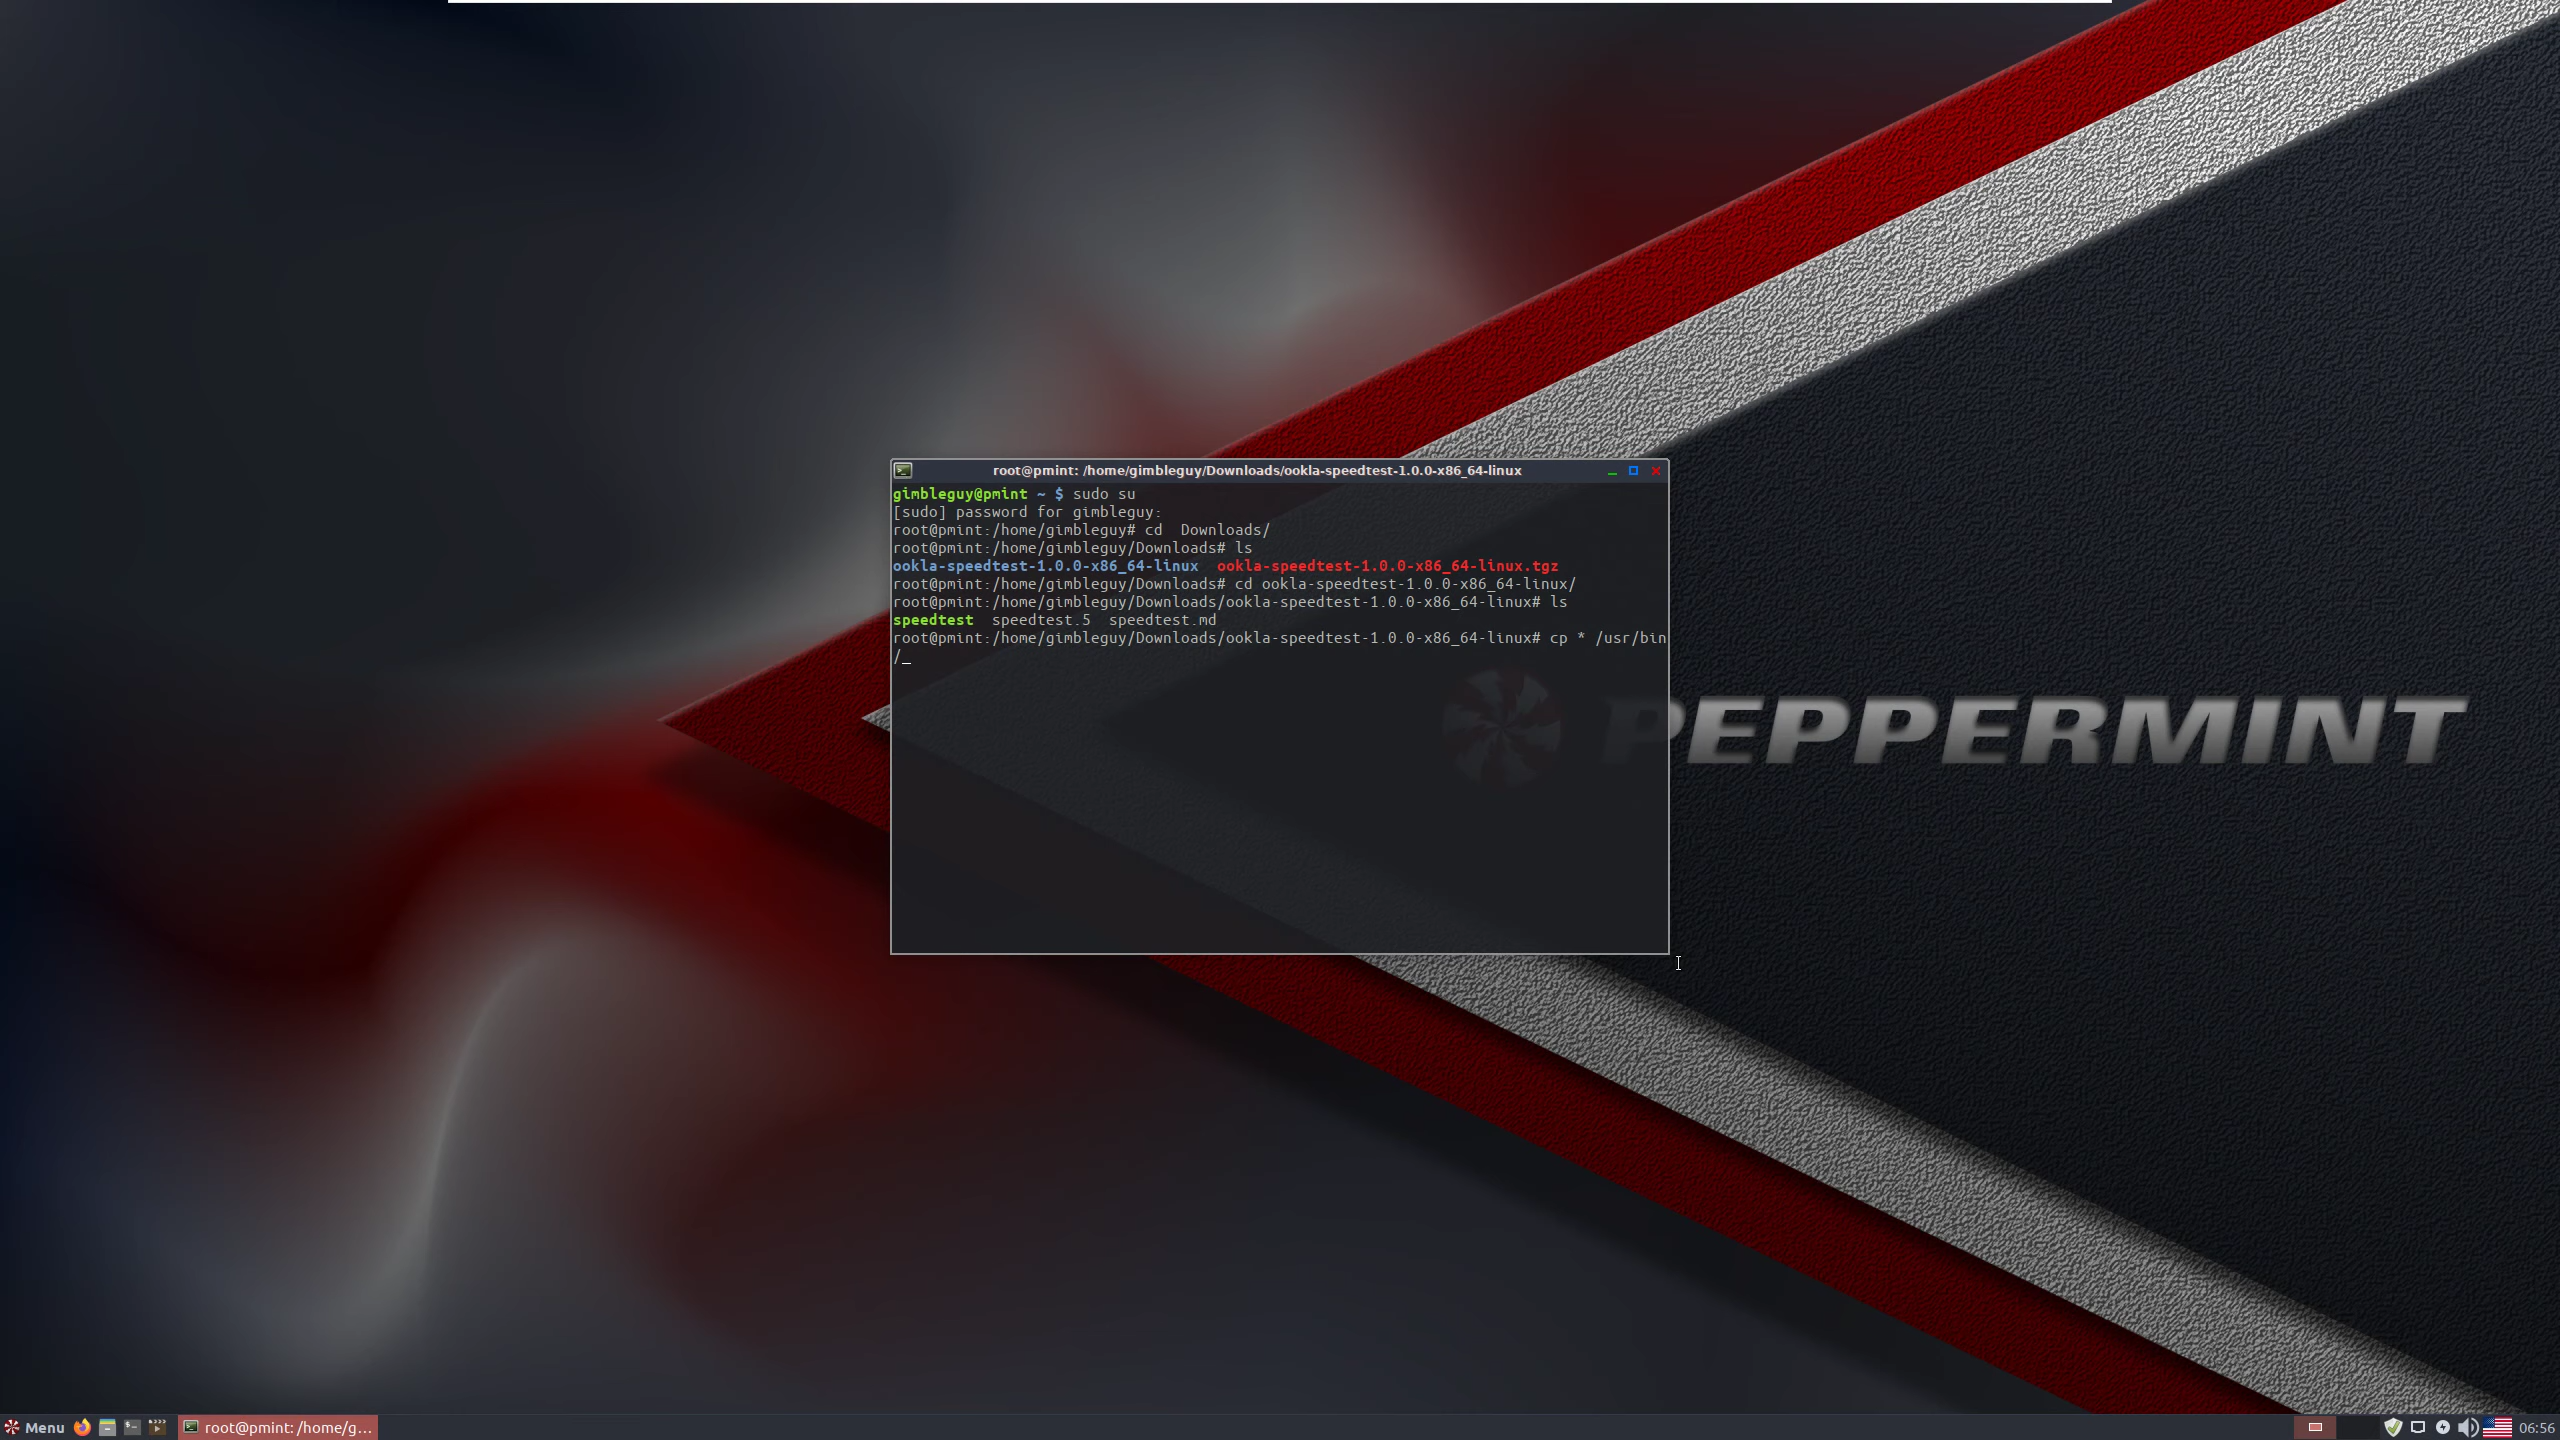 root@pmint: /home/gimbleguy/Downloads/ookla-speedtest-1.0.0-x86_64-linux
gimbleguy@pmint ~ $ sudo su
[sudo] password for gimbleguy:
root@pmint:/home/gimbleguy# cd  Downloads/
root@pmint:/home/gimbleguy/Downloads# ls
ookla-speedtest-1.0.0-x86_64-linux  ookla-speedtest-1.0.0-x86_64-linux.tgz
root@pmint:/home/gimbleguy/Downloads# cd ookla-speedtest-1.0.0-x86_64-linux/
root@pmint:/home/gimbleguy/Downloads/ookla-speedtest-1.0.0-x86_64-linux# ls
speedtest  speedtest.5  speedtest.md
root@pmint:/home/gimbleguy/Downloads/ookla-speedtest-1.0.0-x86_64-linux# cp * /usr/bin
/_
PEPPERMINT
Menu
root@pmint: /home/g...
06:56